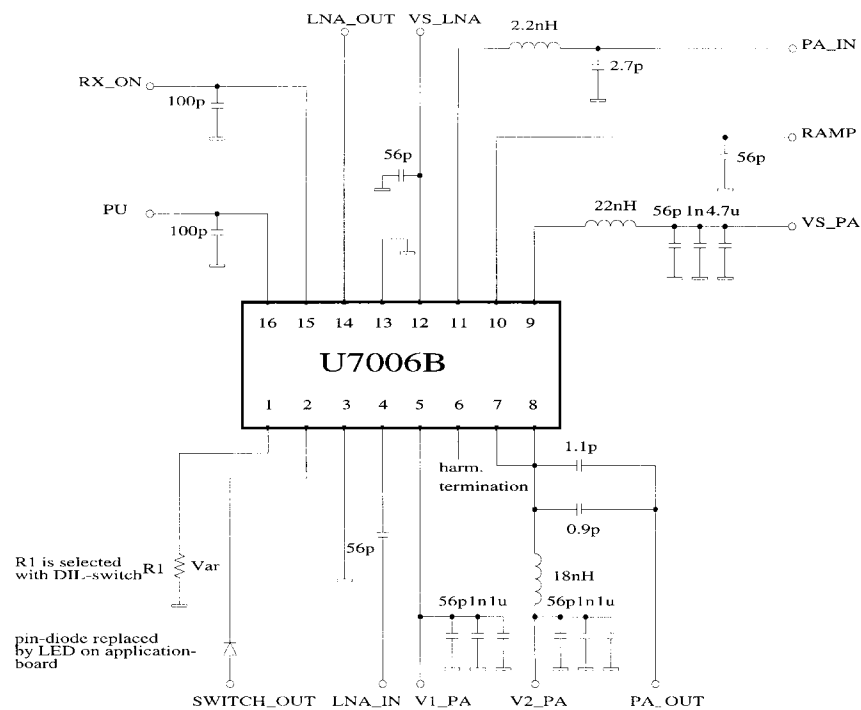 LNA_OUT VS_LNA
2.2nH
PA_IN
2.7p
RX_ON
100p
RAMP
56p
56p
PU
100p
22nH
56p 1n 4.7u
VS_PA
16 15 14 13 12 11 10 9
U7006B
1 2 3 4 5 6 7 8
harm.
termination
1.1p
0.9p
56p
R1 is selected
with DIL-switch
R1
Var
18nH
56p 1n 1u
56p 1n 1u
pin-diode replaced
by LED on application-
board
SWITCH_OUT LNA_IN V1_PA V2_PA PA_OUT